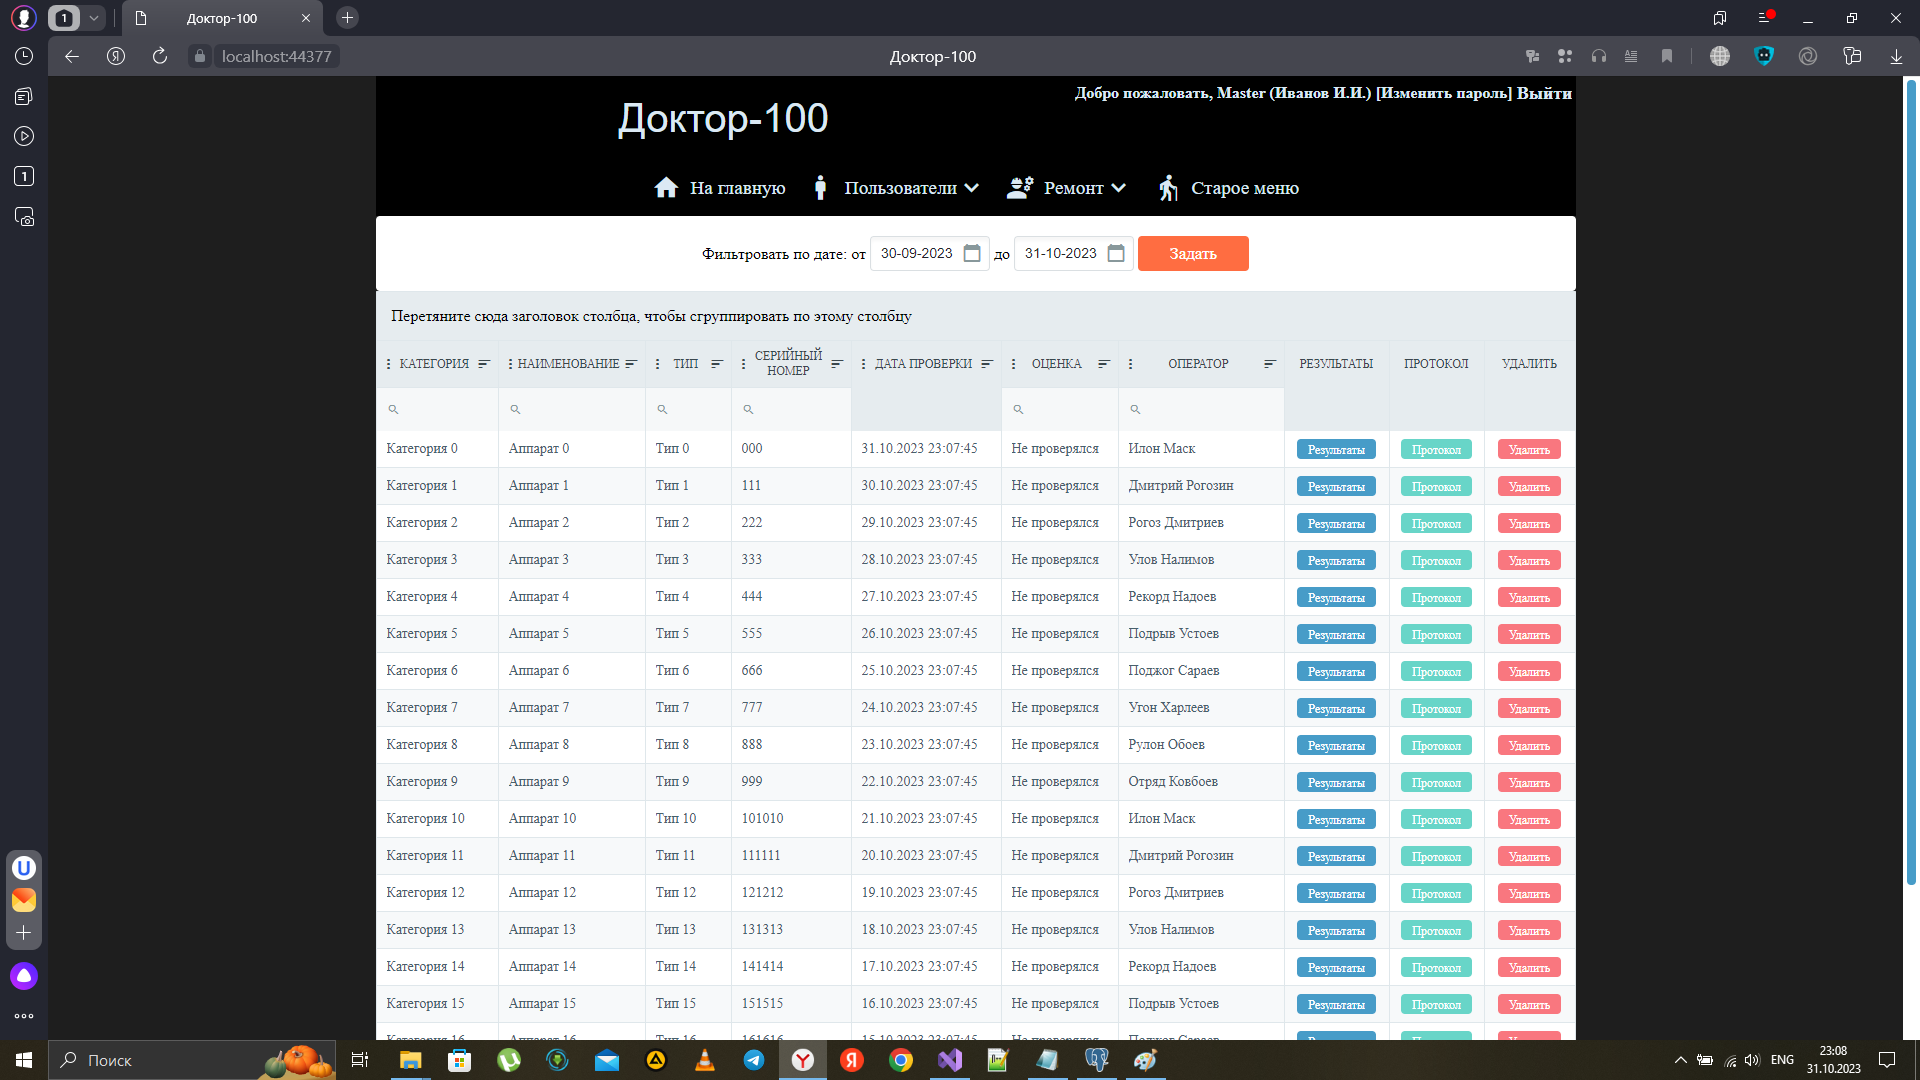 1
Доктор-100
localhost:44377
Доктор-100
1
Добро пожаловать, Master (Иванов И.И.) [Изменить пароль] Выйти
Доктор-100
На главную Пользователи Ремонт Старое меню
Фильтровать по дате: от 30-09-2023 до 31-10-2023 Задать
Перетяните сюда заголовок столбца, чтобы сгруппировать по этому столбцу
КАТЕГОРИЯ НАИМЕНОВАНИЕ ТИП СЕРИЙНЫЙ НОМЕР ДАТА ПРОВЕРКИ ОЦЕНКА ОПЕРАТОР РЕЗУЛЬТАТЫ ПРОТОКОЛ УДАЛИТЬ
Категория 0 Аппарат 0 Тип 0 000 31.10.2023 23:07:45 Не проверялся Илон Маск Результаты Протокол Удалить
Категория 1 Аппарат 1 Тип 1 111 30.10.2023 23:07:45 Не проверялся Дмитрий Рогозин Результаты Протокол Удалить
Категория 2 Аппарат 2 Тип 2 222 29.10.2023 23:07:45 Не проверялся Рогоз Дмитриев Результаты Протокол Удалить
Категория 3 Аппарат 3 Тип 3 333 28.10.2023 23:07:45 Не проверялся Улов Налимов Результаты Протокол Удалить
Категория 4 Аппарат 4 Тип 4 444 27.10.2023 23:07:45 Не проверялся Рекорд Надоев Результаты Протокол Удалить
Категория 5 Аппарат 5 Тип 5 555 26.10.2023 23:07:45 Не проверялся Подрыв Устоев Результаты Протокол Удалить
Категория 6 Аппарат 6 Тип 6 666 25.10.2023 23:07:45 Не проверялся Поджог Сараев Результаты Протокол Удалить
Категория 7 Аппарат 7 Тип 7 777 24.10.2023 23:07:45 Не проверялся Угон Харлеев Результаты Протокол Удалить
Категория 8 Аппарат 8 Тип 8 888 23.10.2023 23:07:45 Не проверялся Рулон Обоев Результаты Протокол Удалить
Категория 9 Аппарат 9 Тип 9 999 22.10.2023 23:07:45 Не проверялся Отряд Ковбоев Результаты Протокол Удалить
Категория 10 Аппарат 10 Тип 10 101010 21.10.2023 23:07:45 Не проверялся Илон Маск Результаты Протокол Удалить
Категория 11 Аппарат 11 Тип 11 111111 20.10.2023 23:07:45 Не проверялся Дмитрий Рогозин Результаты Протокол Удалить
Категория 12 Аппарат 12 Тип 12 121212 19.10.2023 23:07:45 Не проверялся Рогоз Дмитриев Результаты Протокол Удалить
Категория 13 Аппарат 13 Тип 13 131313 18.10.2023 23:07:45 Не проверялся Улов Налимов Результаты Протокол Удалить
Категория 14 Аппарат 14 Тип 14 141414 17.10.2023 23:07:45 Не проверялся Рекорд Надоев Результаты Протокол Удалить
Категория 15 Аппарат 15 Тип 15 151515 16.10.2023 23:07:45 Не проверялся Подрыв Устоев Результаты Протокол Удалить
Категория 16 Аппарат 16 Тип 16 161616 15.10.2023 23:07:45 Не проверялся Поджог Сараев
Поиск
ENG
23:08
31.10.2023